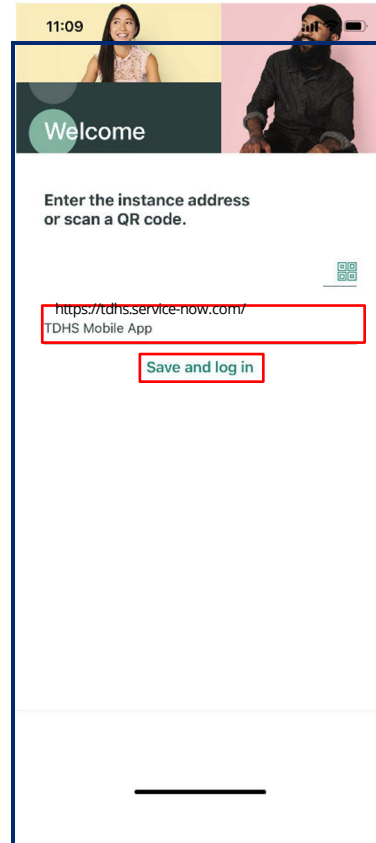 11:09
Welcome
Enter the instance address
or scan a QR code.
https://tdhs.service-now.com/
TDHS Mobile App
Save and log in